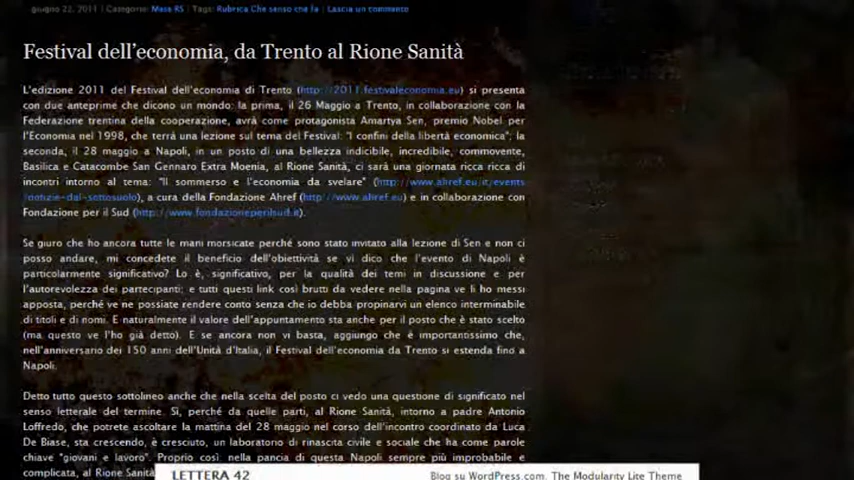 giugno 22, 2011 | Categorie: Mass RS | Tags: Rubrica Che senso che fa | Lascia un commento
Festival dell'economia, da Trento al Rione Sanità
L'edizione 2011 del Festival dell'economia di Trento (http://2011.festivaleconomia.eu) si presenta
con due anteprime che dicono un mondo: la prima, il 26 Maggio a Trento, in collaborazione con la
Federazione trentina della cooperazione, avrà come protagonista Amartya Sen, premio Nobel per
l'Economia nel 1998, che terrà una lezione sul tema del Festival: "I confini della libertà economica"; la
seconda, il 28 maggio a Napoli, in un posto di una bellezza indicibile, incredibile, commovente,
Basilica e Catacombe San Gennaro Extra Moenia, al Rione Sanità, ci sarà una giornata ricca ricca di
incontri intorno al tema: "Il sommerso e l'economia da svelare" (http://www.ahref.eu/it/events
/notizie-dal-sottosuolo), a cura della Fondazione Ahref (http://www.ahref.eu) e in collaborazione con
Fondazione per il Sud (http://www.fondazioneperilsud.it).
Se giuro che ho ancora tutte le mani morsicate perché sono stato invitato alla lezione di Sen e non ci
posso andare, mi concedete il beneficio dell'obiettività se vi dico che l'evento di Napoli è
particolarmente significativo? Lo è, significativo, per la qualità dei temi in discussione e per
l'autorevolezza dei partecipanti; e tutti questi link così brutti da vedere nella pagina ve li ho messi
apposta, perché ve ne possiate rendere conto senza che io debba propinarvi un elenco interminabile
di titoli e di nomi. E naturalmente il valore dell'appuntamento sta anche per il posto che è stato scelto
(ma questo ve l'ho già detto). E se ancora non vi basta, aggiungo che è importantissimo che,
nell'anniversario dei 150 anni dell'Unità d'Italia, il Festival dell'economia da Trento si estenda fino a
Napoli.
Detto tutto questo sottolineo anche che nella scelta del posto ci vedo una questione di significato nel
senso letterale del termine. Sì, perché da quelle parti, al Rione Sanità, intorno a padre Antonio
Loffredo, che potrete ascoltare la mattina del 28 maggio nel corso dell'incontro coordinato da Luca
De Biase, sta crescendo, è cresciuto, un laboratorio di rinascita civile e sociale che ha come parole
chiave "giovani e lavoro". Proprio così: nella pancia di questa Napoli sempre più improbabile e
complicata, al Rione Sanità
LETTERA 42
Blog su WordPress.com. The Modularity Lite Theme